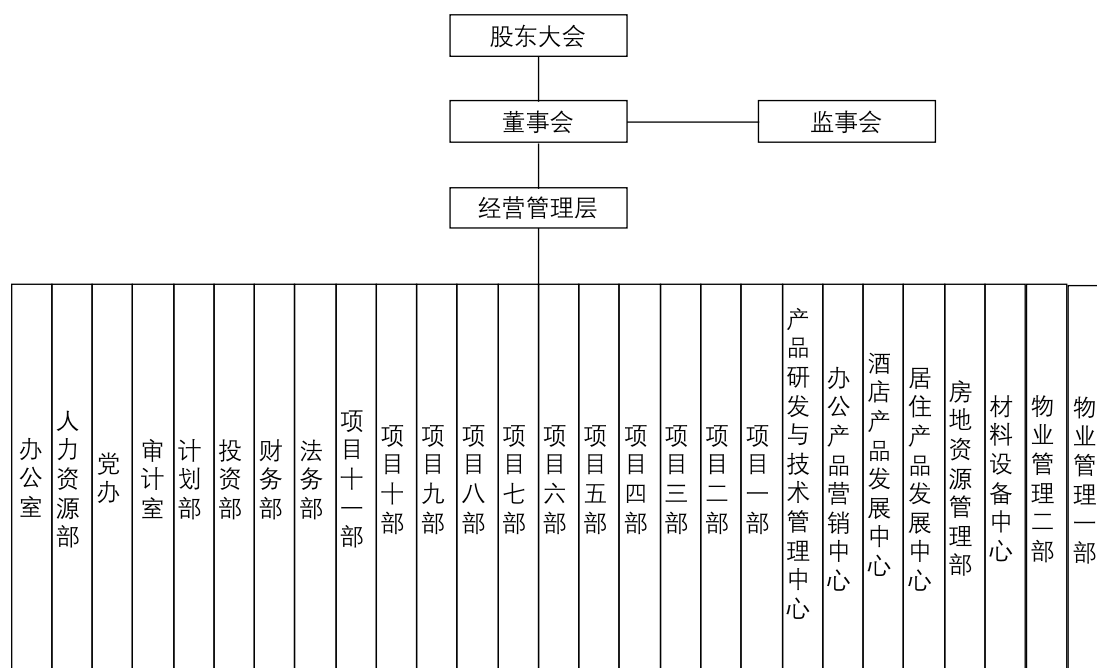 股东大会
董事会
监事会
经营管理层
办公室
人力资源部
党办
审计室
计划部
投资部
财务部
法务部
项目十一部
项目十部
项目九部
项目八部
项目七部
项目六部
项目五部
项目四部
项目三部
项目二部
项目一部
产品研发与技术管理中心
办公产品营销中心
酒店产品发展中心
居住产品发展中心
房地资源管理部
材料设备中心
物业管理二部
物业管理一部